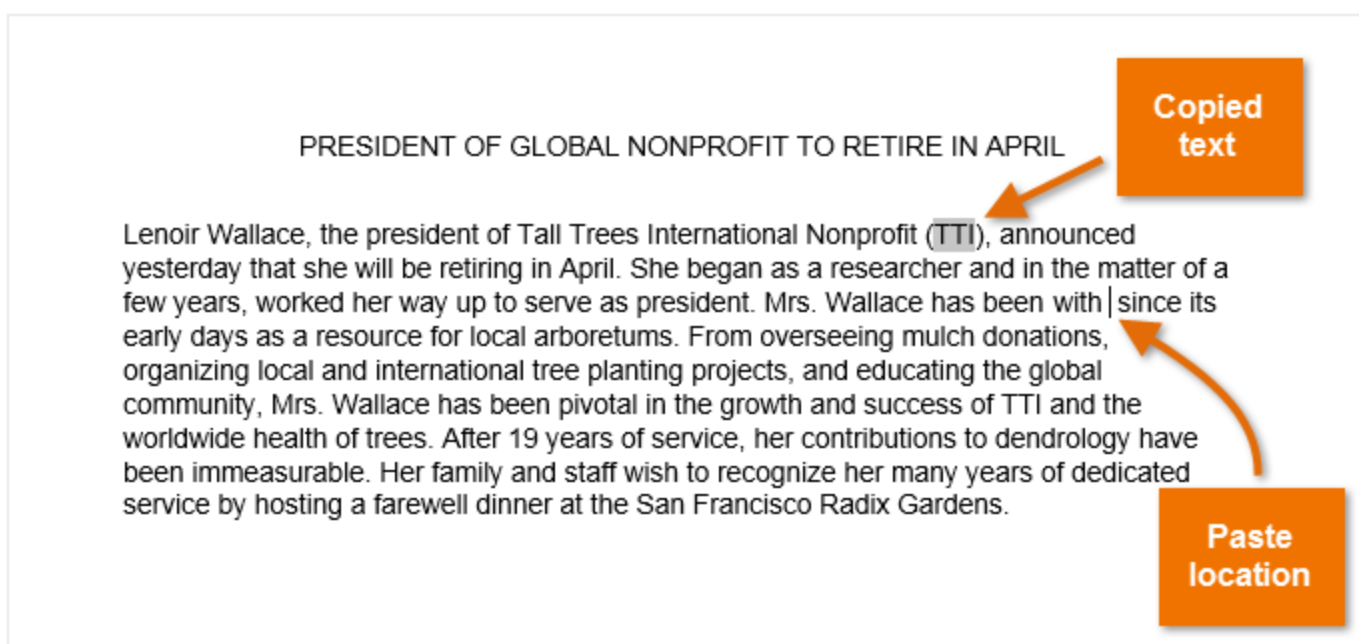 Copied
text
PRESIDENT OF GLOBAL NONPROFIT TO RETIRE IN APRIL
Lenoir Wallace, the president of Tall Trees International Nonprofit (TTI), announced
yesterday that she will be retiring in April. She began as a researcher and in the matter of a
few years, worked her way up to serve as president. Mrs. Wallace has been with since its
early days as a resource for local arboretums. From overseeing mulch donations,
organizing local and international tree planting projects, and educating the global
community, Mrs. Wallace has been pivotal in the growth and success of TTI and the
worldwide health of trees. After 19 years of service, her contributions to dendrology have
been immeasurable. Her family and staff wish to recognize her many years of dedicated
service by hosting a farewell dinner at the San Francisco Radix Gardens.
Paste
location